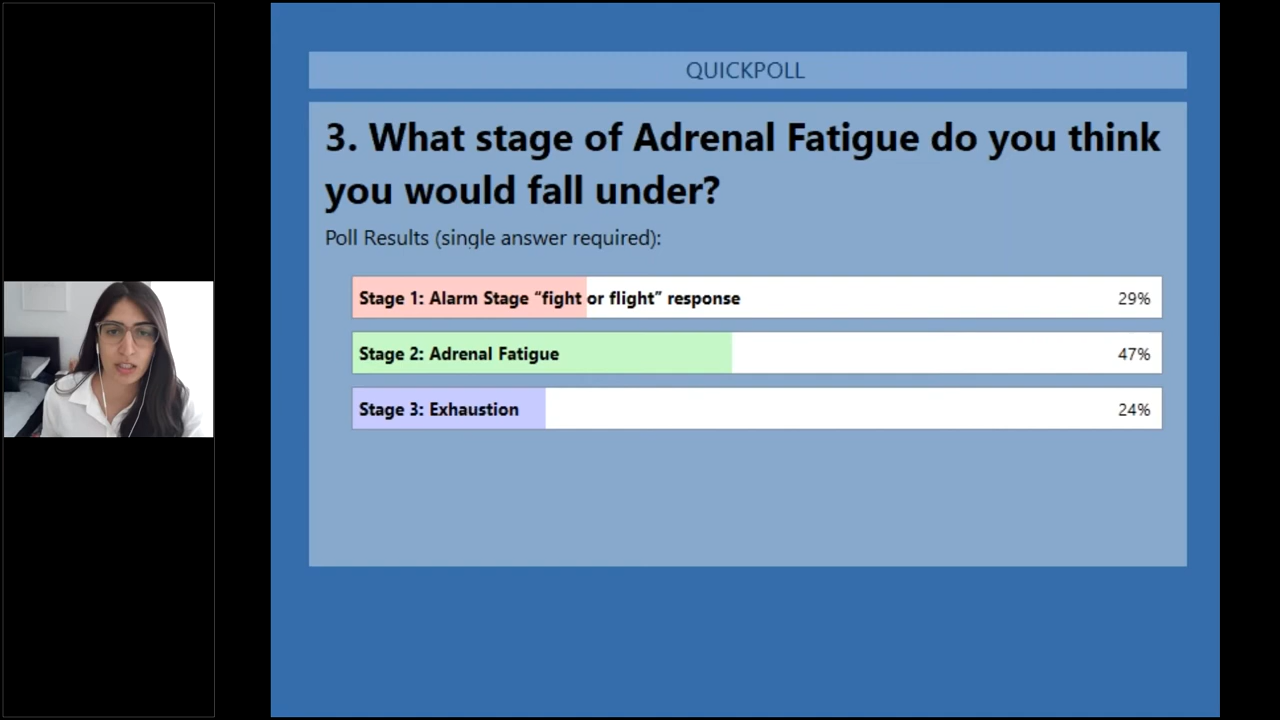 QUICKPOLL
3. What stage of Adrenal Fatigue do you think
you would fall under?
Poll Results (single answer required):
Stage 1: Alarm Stage “fight or flight” response 29%
Stage 2: Adrenal Fatigue 47%
Stage 3: Exhaustion 24%